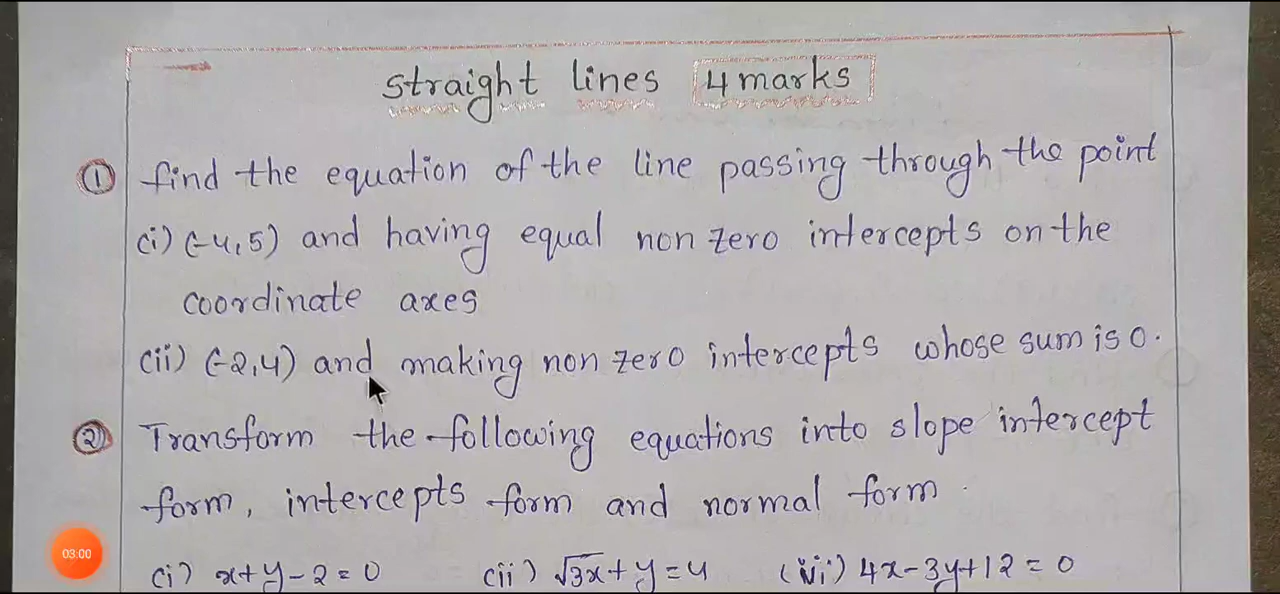 Straight lines 4 marks
① find the equation of the line passing through the point
(i) (-4,5) and having equal non zero intercepts on the
coordinate axes
(ii) (-2,4) and making non zero intercepts whose sum is 0.
② Transform the following equations into slope intercept
form, intercepts form and normal form.
(i) x+y-2=0 (ii) √3x+y=4 (iii) 4x-3y+12=0
03:00